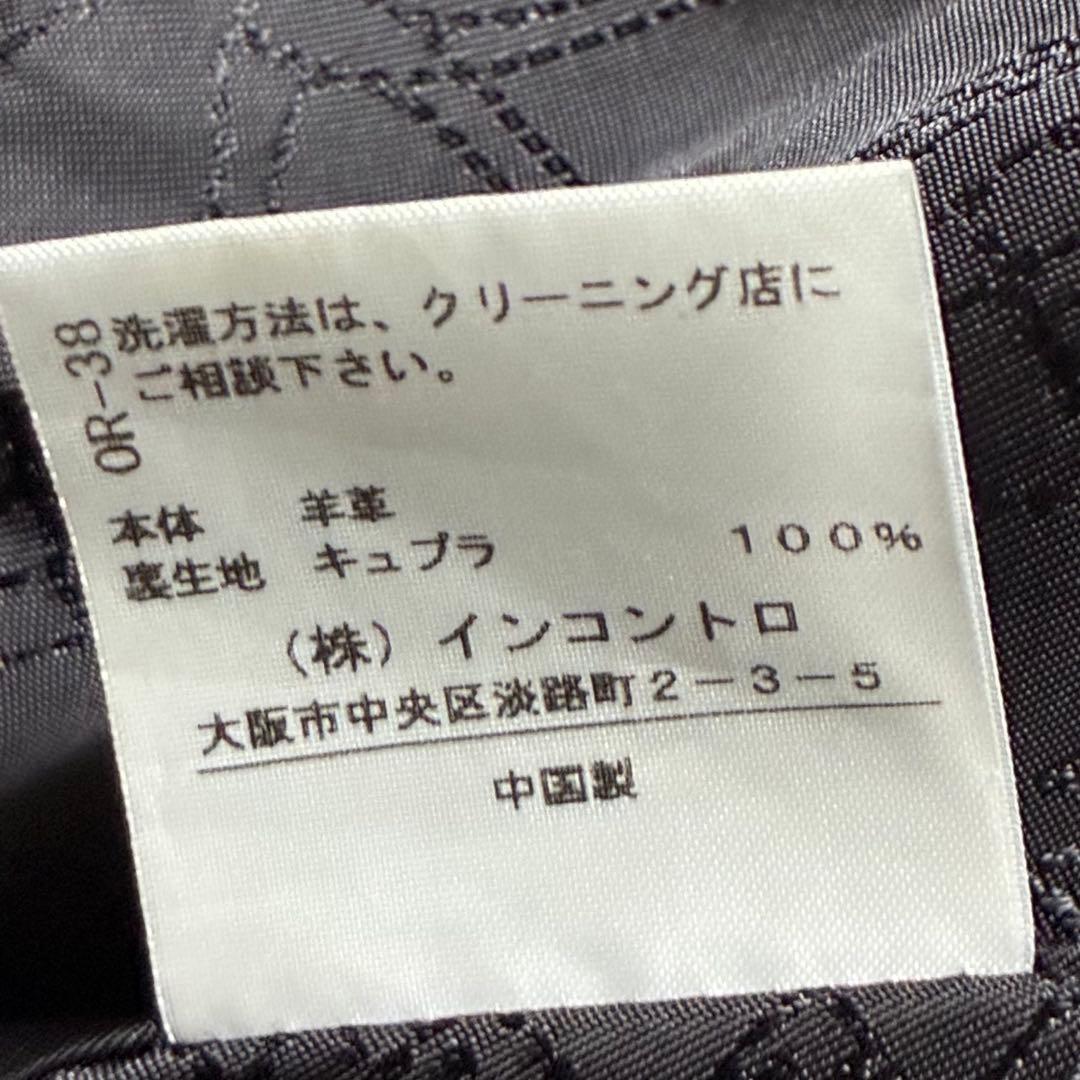 OR-38
洗濯方法は、クリーニング店に
ご相談下さい。
本体 羊革
裏生地 キュプラ 100%
(株)インコントロ
大阪市中央区淡路町2-3-5
中国製